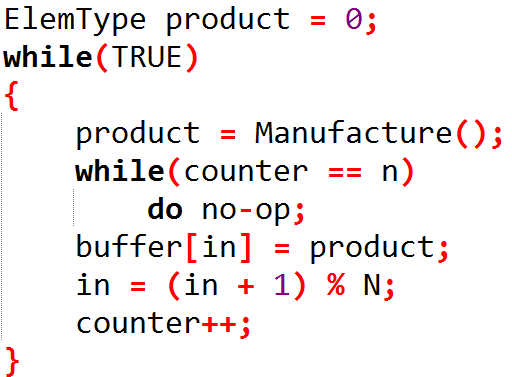 ElemType product = 0;
while(TRUE)
{
    product = Manufacture();
    while(counter == n)
        do no-op;
    buffer[in] = product;
    in = (in + 1) % N;
    counter++;
}